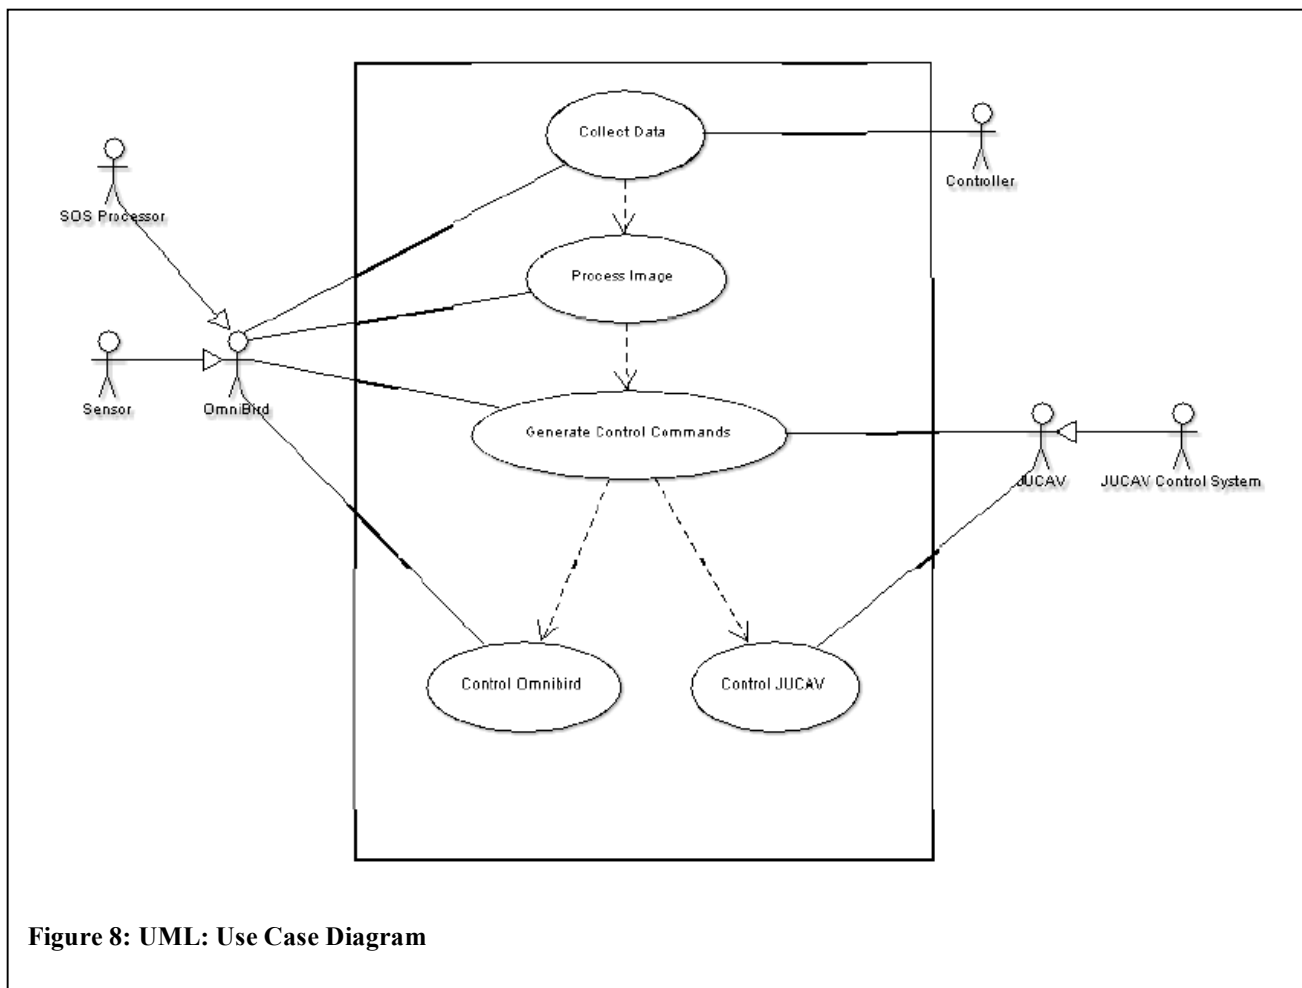 Collect Data
Controller
SOS Processor
Process Image
Sensor
OmniBird
Generate Control Commands
JUCAV
JUCAV Control System
Control Omnibird
Control JUCAV
Figure 8: UML: Use Case Diagram